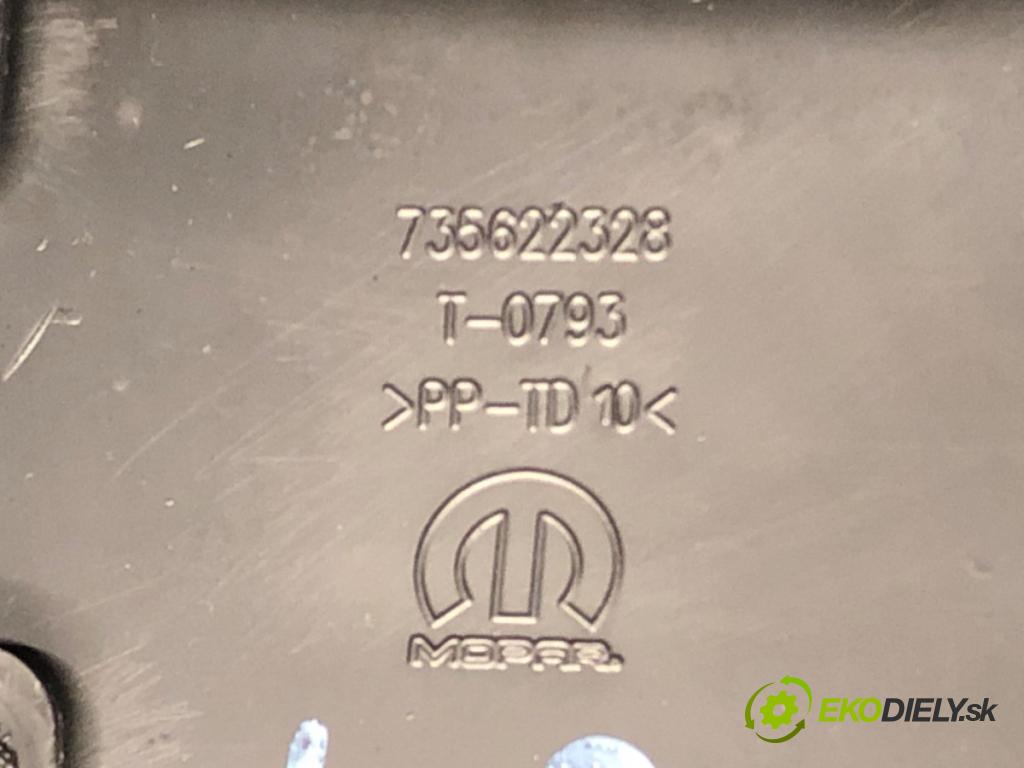 735622328
T-0793
>PP-TD 10<
MOPAR.
EKODIELY.sk